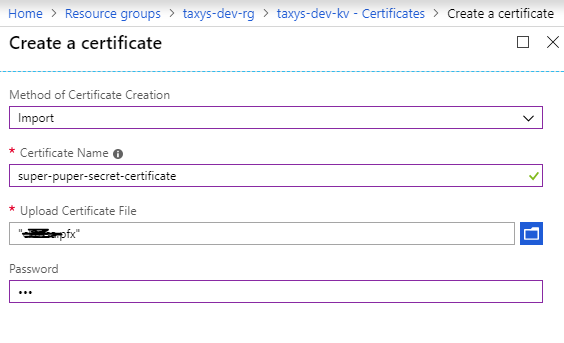 Home > Resource groups > taxys-dev-rg > taxys-dev-kv - Certificates > Create a certificate
Create a certificate
Method of Certificate Creation
Import
* Certificate Name
super-puper-secret-certificate
* Upload Certificate File
.pfx"
Password
•••